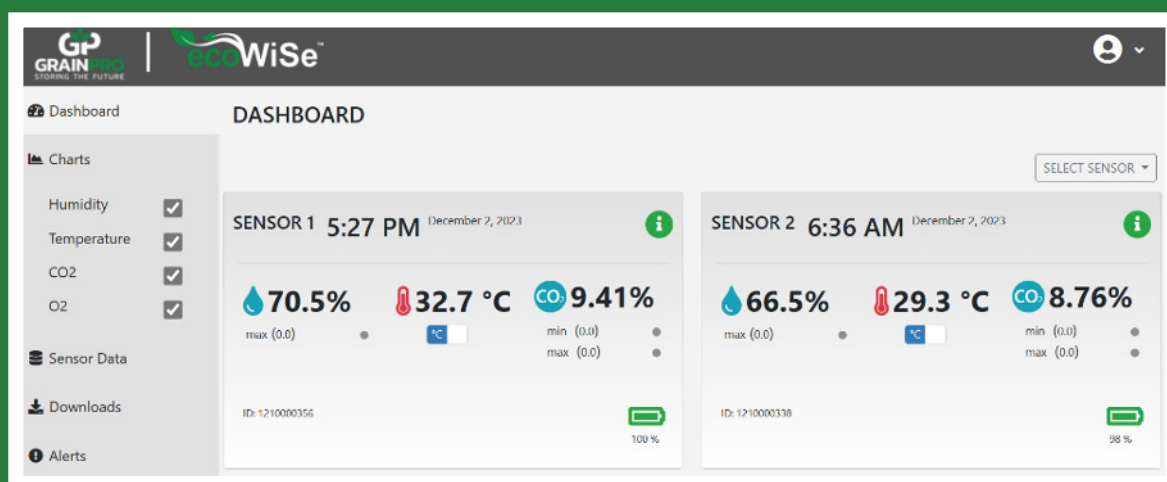 GP
GRAINPRO
STORING THE FUTURE
ecoWiSe™
Dashboard
Charts
Humidity
Temperature
CO2
O2
Sensor Data
Downloads
Alerts
DASHBOARD
SELECT SENSOR
SENSOR 1 5:27 PM December 2, 2023
70.5% 32.7 °C CO₂ 9.41%
max (0.0) °C min (0.0)
max (0.0)
ID: 1210000356
100 %
SENSOR 2 6:36 AM December 2, 2023
66.5% 29.3 °C CO₂ 8.76%
max (0.0) °C min (0.0)
max (0.0)
ID: 1210000338
98 %